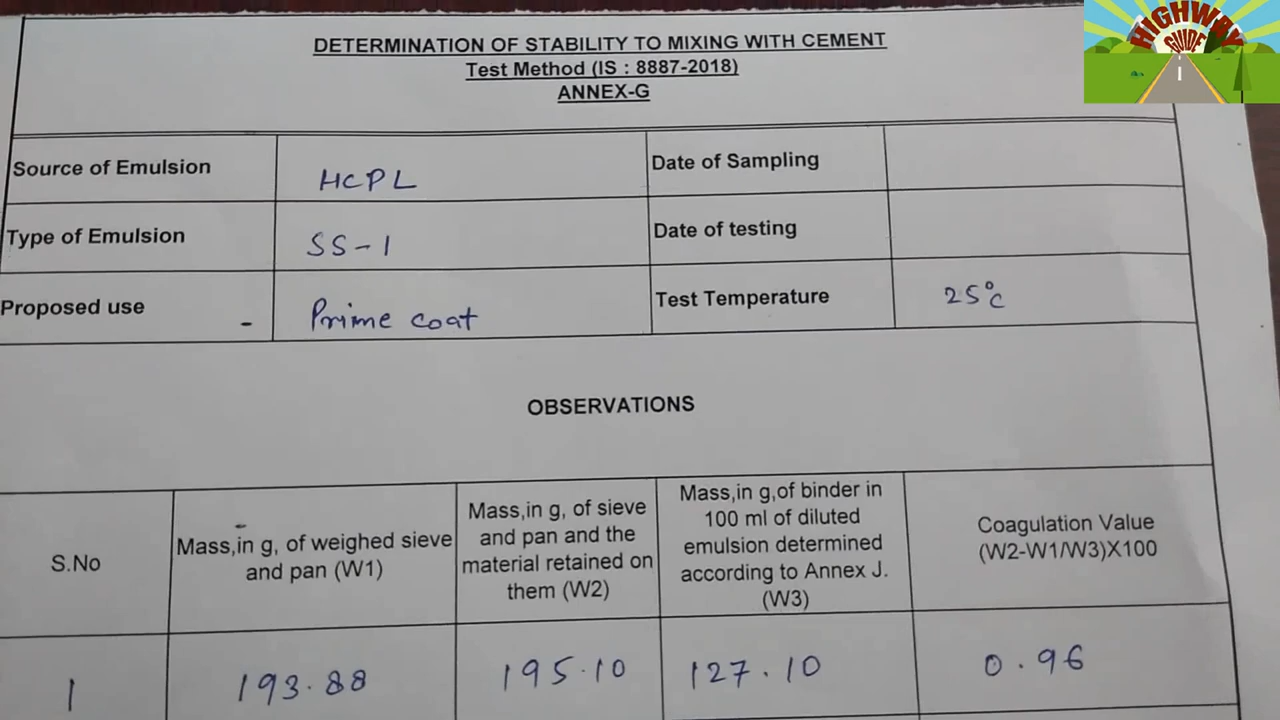 HIGHWAY
GUIDE
DETERMINATION OF STABILITY TO MIXING WITH CEMENT
Test Method (IS : 8887-2018)
ANNEX-G
Source of Emulsion
HCPL
Date of Sampling
Type of Emulsion
SS-1
Date of testing
Proposed use
-
Prime coat
Test Temperature
25°C
OBSERVATIONS
S.No
Mass,in g, of weighed sieve
and pan (W1)
Mass,in g, of sieve
and pan and the
material retained on
them (W2)
Mass,in g,of binder in
100 ml of diluted
emulsion determined
according to Annex J.
(W3)
Coagulation Value
(W2-W1/W3)X100
1
193.88
195.10
127.10
0.96